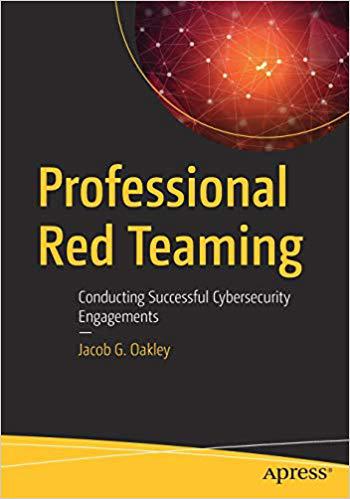 Professional
Red Teaming
Conducting Successful Cybersecurity
Engagements
Jacob G. Oakley
Apress®